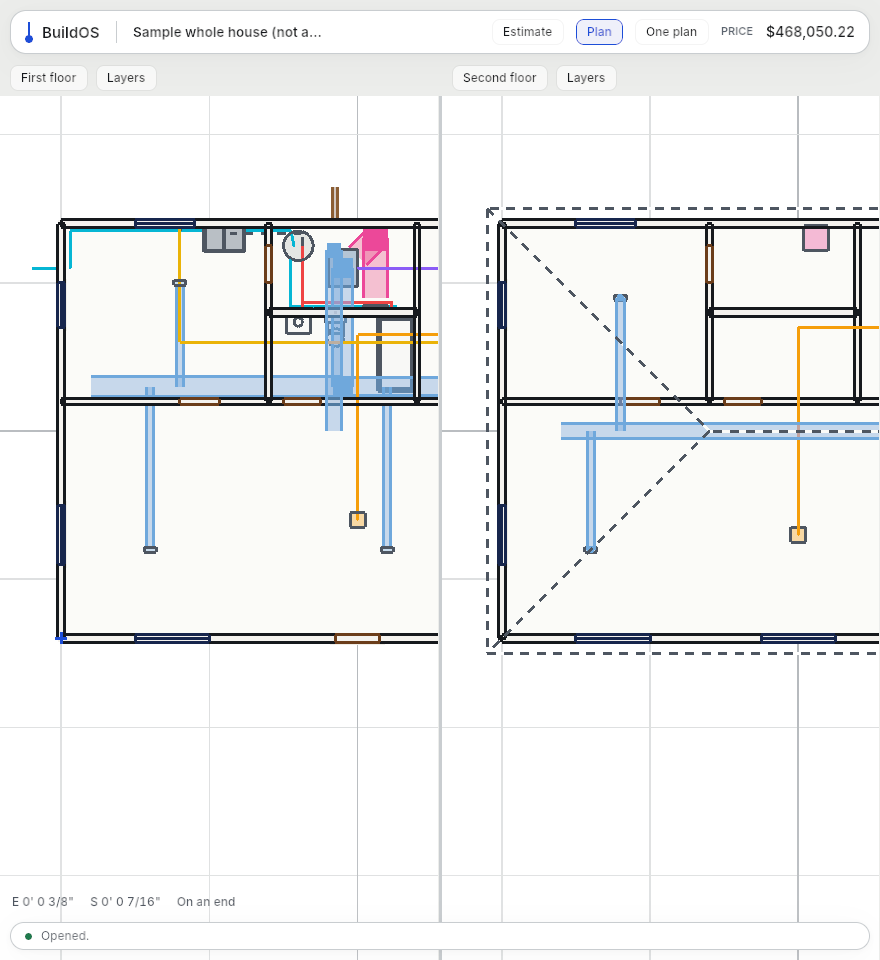 BuildOS
Sample whole house (not a...
Estimate
Plan
One plan
PRICE
$468,050.22
First floor
Layers
Second floor
Layers
E 0' 0 3/8" S 0' 0 7/16" On an end
Opened.